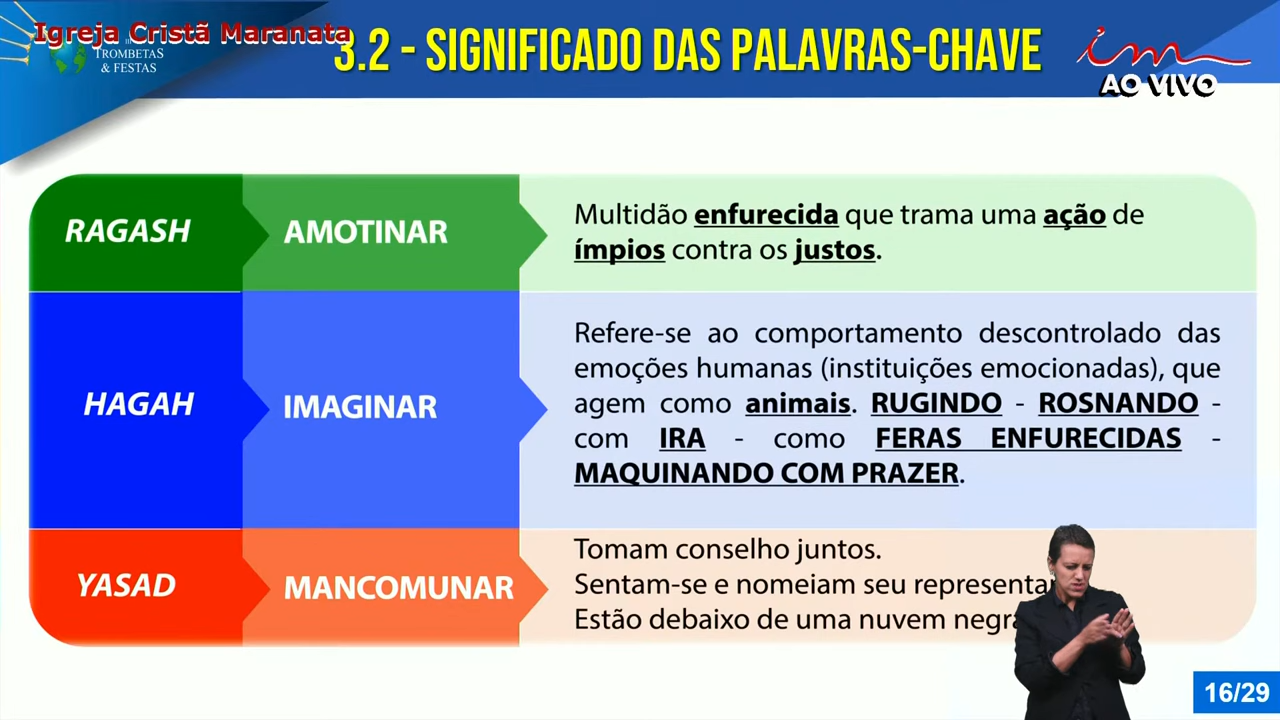 Igreja Cristã Maranata
TROMBETAS
& FESTAS
3.2 - SIGNIFICADO DAS PALAVRAS-CHAVE
AO VIVO
RAGASH
AMOTINAR
Multidão enfurecida que trama uma ação de
ímpios contra os justos.
HAGAH
IMAGINAR
Refere-se ao comportamento descontrolado das
emoções humanas (instituições emocionadas), que
agem como animais. RUGINDO - ROSNANDO -
com IRA - como FERAS ENFURECIDAS -
MAQUINANDO COM PRAZER.
YASAD
MANCOMUNAR
Tomam conselho juntos.
Sentam-se e nomeiam seu
Estão debaixo de uma nuvem
16/29